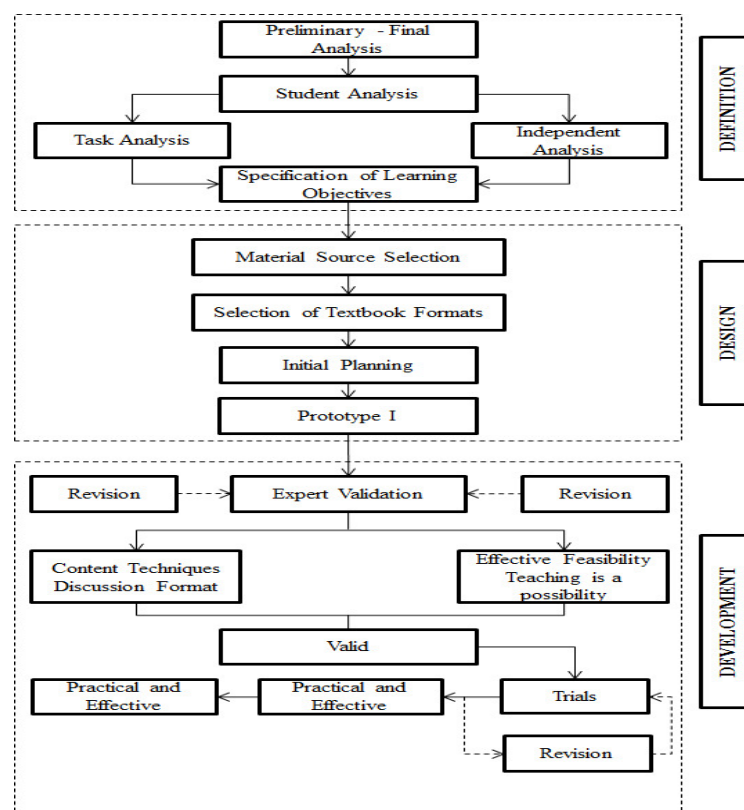 Preliminary - Final
Analysis
Student Analysis
Task Analysis
Independent
Analysis
Specification of Learning
Objectives
DEFINITION
Material Source Selection
Selection of Textbook Formats
Initial Planning
Prototype I
DESIGN
Revision
Expert Validation
Revision
Content Techniques
Discussion Format
Effective Feasibility
Teaching is a
possibility
Valid
Practical and
Effective
Practical and
Effective
Trials
Revision
DEVELOPMENT